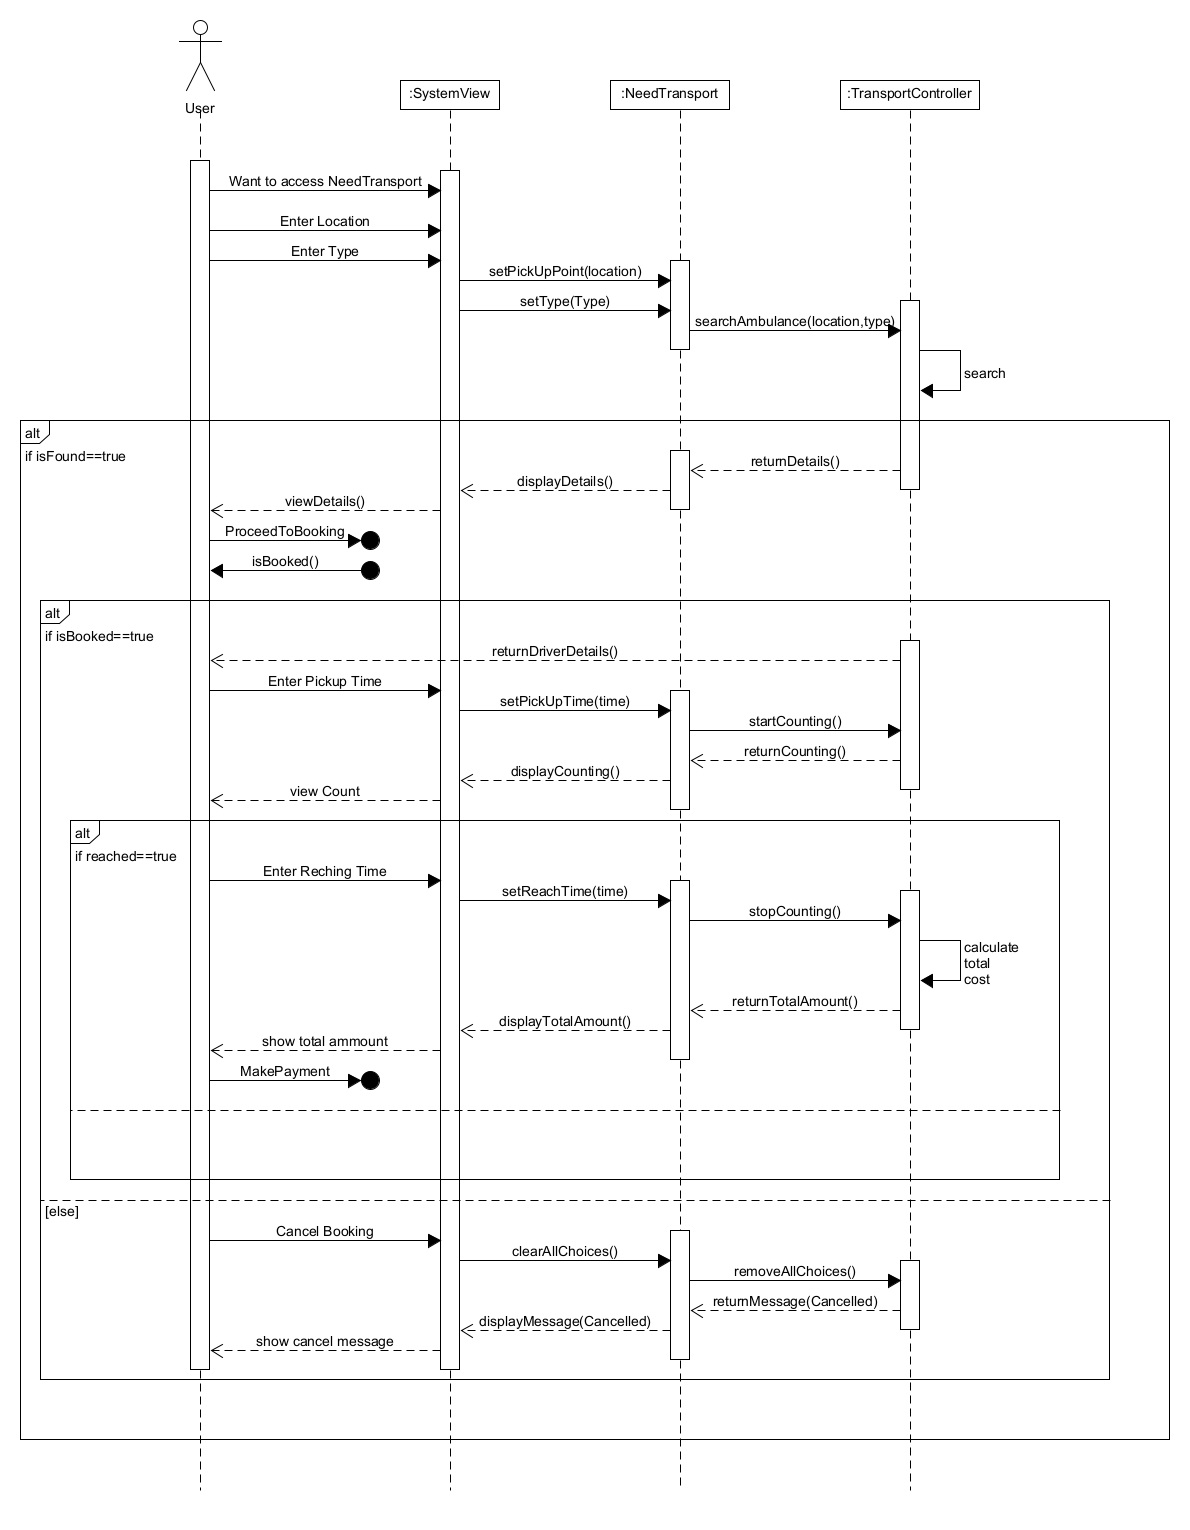 User
:SystemView
:NeedTransport
:TransportController
Want to access NeedTransport
Enter Location
Enter Type
setPickUpPoint(location)
setType(Type)
searchAmbulance(location,type)
search
alt
if isFound==true
returnDetails()
displayDetails()
viewDetails()
ProceedToBooking
isBooked()
alt
if isBooked==true
returnDriverDetails()
Enter Pickup Time
setPickUpTime(time)
startCounting()
returnCounting()
displayCounting()
view Count
alt
if reached==true
Enter Reching Time
setReachTime(time)
stopCounting()
calculate
total
cost
returnTotalAmount()
displayTotalAmount()
show total ammount
MakePayment
[else]
Cancel Booking
clearAllChoices()
removeAllChoices()
returnMessage(Cancelled)
displayMessage(Cancelled)
show cancel message